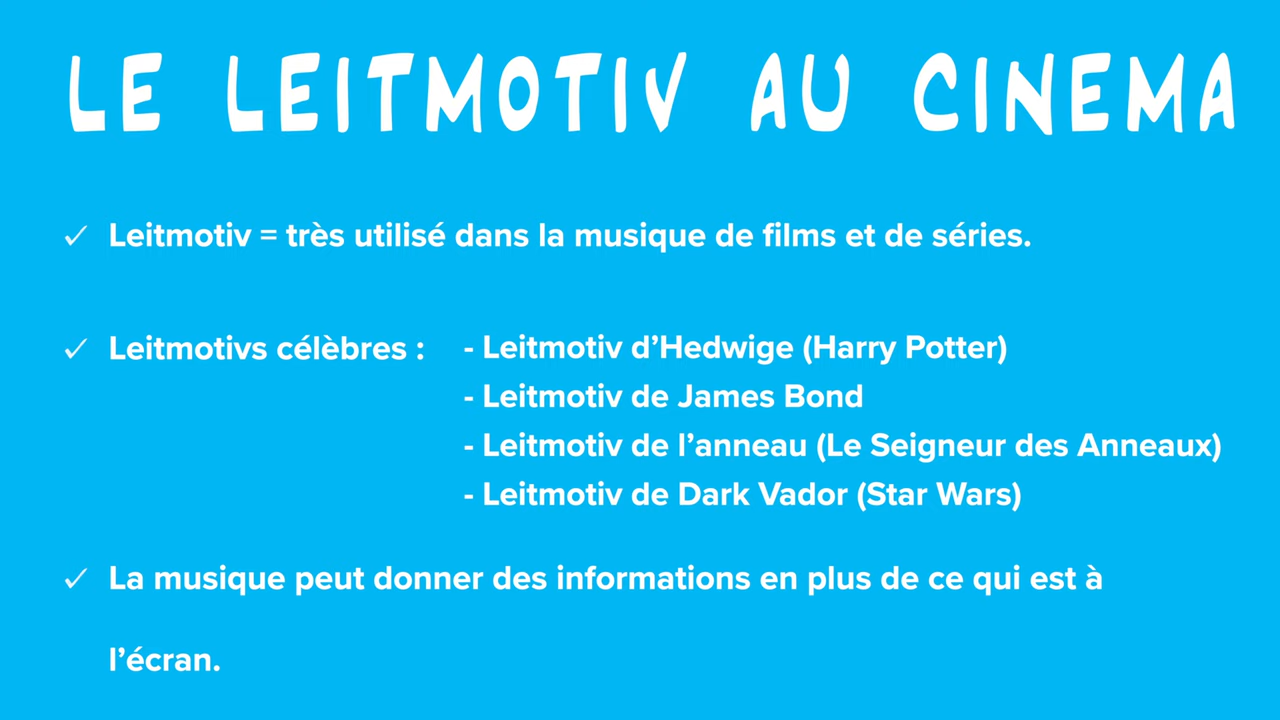 LE LEITMOTIV AU CINEMA
✓ Leitmotiv = très utilisé dans la musique de films et de séries.
✓ Leitmotivs célèbres : - Leitmotiv d’Hedwige (Harry Potter)
- Leitmotiv de James Bond
- Leitmotiv de l’anneau (Le Seigneur des Anneaux)
- Leitmotiv de Dark Vador (Star Wars)
✓ La musique peut donner des informations en plus de ce qui est à
l’écran.